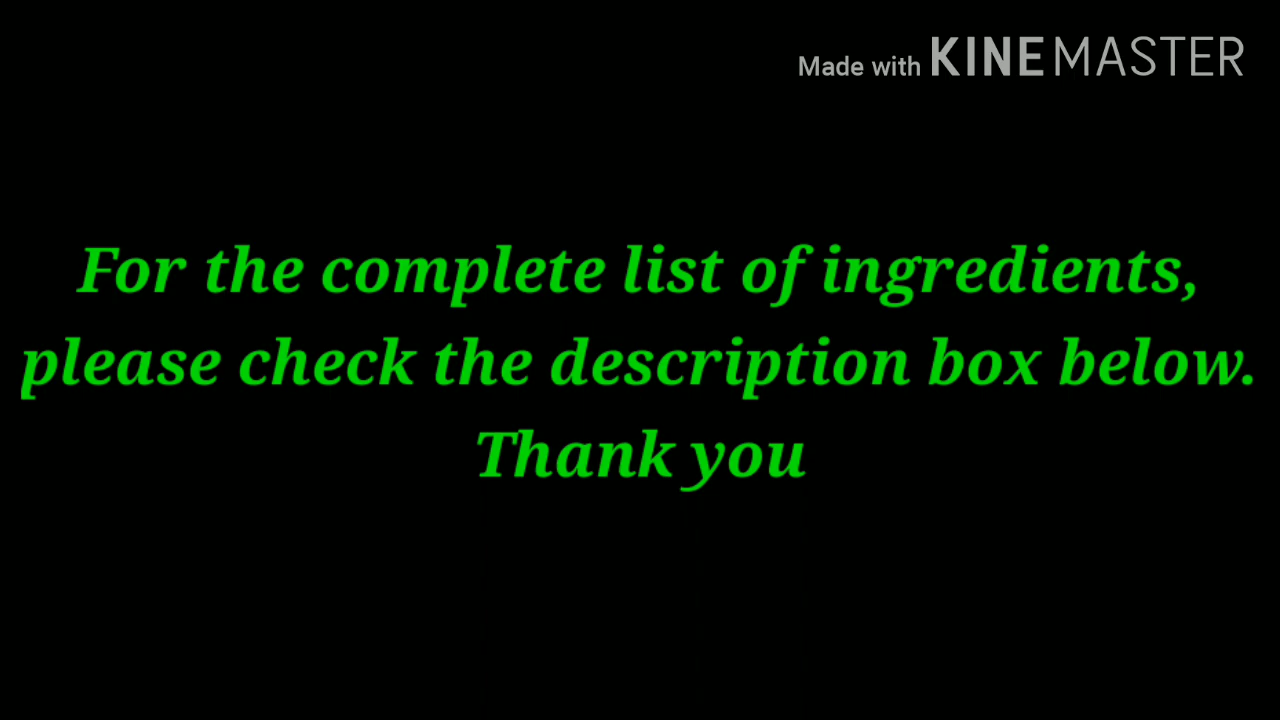 Made with KINEMASTER
For the complete list of ingredients,
please check the description box below.
Thank you